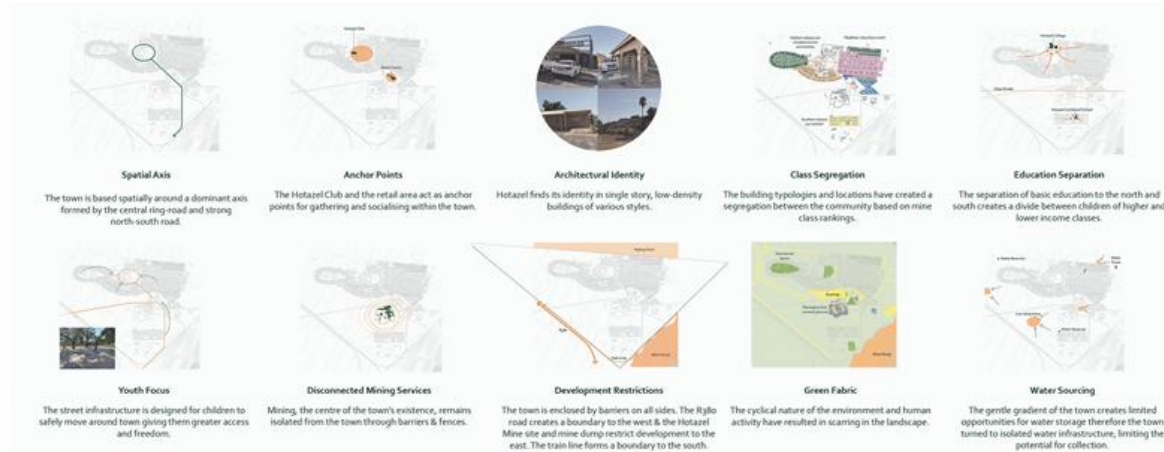 Spatial Axis
The town is based spatially around a dominant axis
formed by the central ring-road and strong
north-south road.
Anchor Points
The Hotazel Club and the retail area act as anchor
points for gathering and socialising within the town.
Architectural Identity
Hotazel finds its identity in single story, low-density
buildings of various styles.
Class Segregation
The building typologies and locations have created a
segregation between the community based on mine
class rankings.
Education Separation
The separation of basic education to the north and
south creates a divide between children of higher and
lower income classes.
Youth Focus
The street infrastructure is designed for children to
safely move around town giving them greater access
and freedom.
Disconnected Mining Services
Mining, the centre of the town's existence, remains
isolated from the town through barriers & fences.
Development Restrictions
The town is enclosed by barriers on all sides. The R380
road creates a boundary to the west & the Hotazel
Mine site and mine dump restrict development to the
east. The train line forms a boundary to the south.
Green Fabric
The cyclical nature of the environment and human
activity have resulted in scarring in the landscape.
Water Sourcing
The gentle gradient of the town creates limited
opportunities for water storage therefore the town
turned to isolated water infrastructure, limiting the
potential for collection.